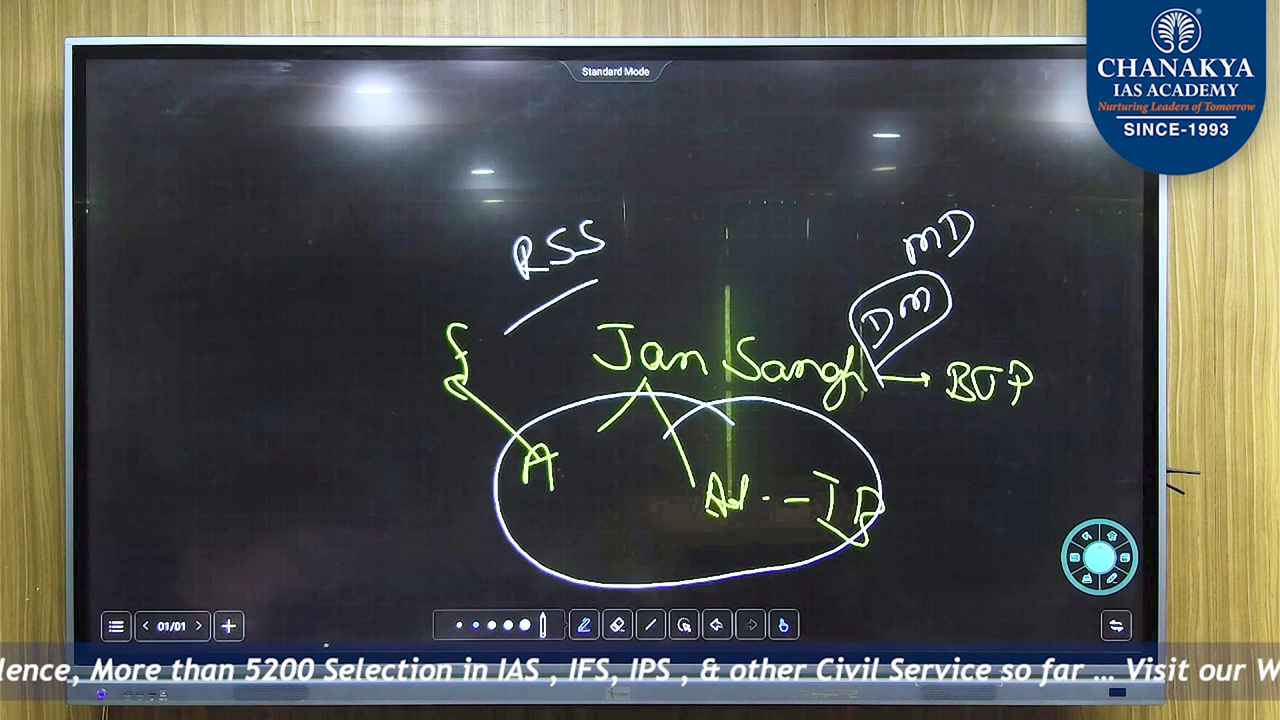 Standard Mode
CHANAKYA
IAS ACADEMY
Nurturing Leaders of Tomorrow
SINCE-1993
RSS
MD
DM
Jan Sangh → BJP
A
01/01
lence, More than 5200 Selection in IAS , IFS, IPS , & other Civil Service so far ... Visit our W